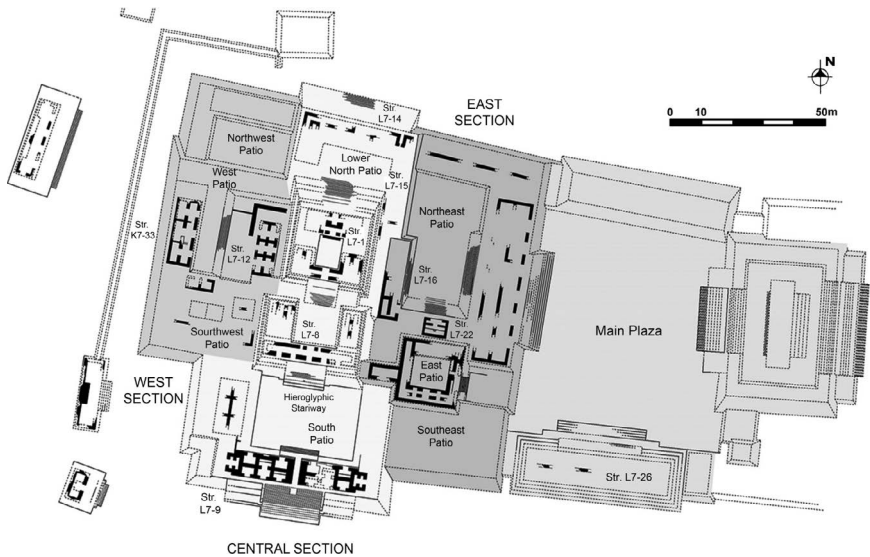 N
0 10 50m
EAST
SECTION
Str.
L7-14
Northwest
Patio
Lower
North Patio
West
Patio
Str.
L7-15
Northeast
Patio
Str.
K7-33
Str.
L7-12
Str.
L7-1
Str.
L7-16
Main Plaza
Southwest
Patio
Str.
L7-8
Str.
L7-22
East
Patio
WEST
SECTION
Hieroglyphic
Stariway
South
Patio
Southeast
Patio
Str. L7-26
Str.
L7-9
CENTRAL SECTION